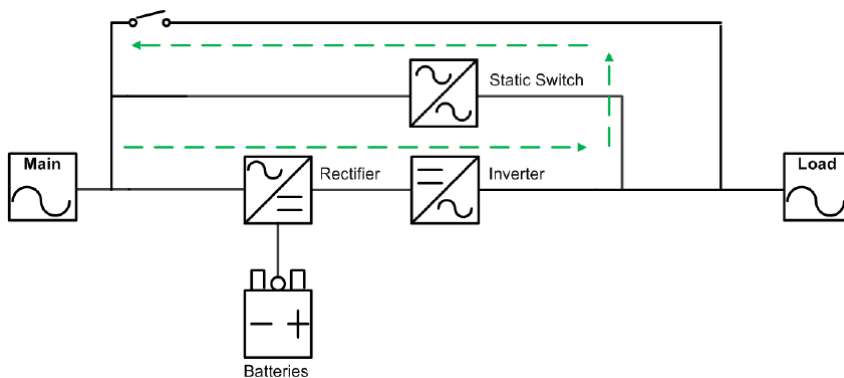 Static Switch
Main
Rectifier
Inverter
Load
Batteries